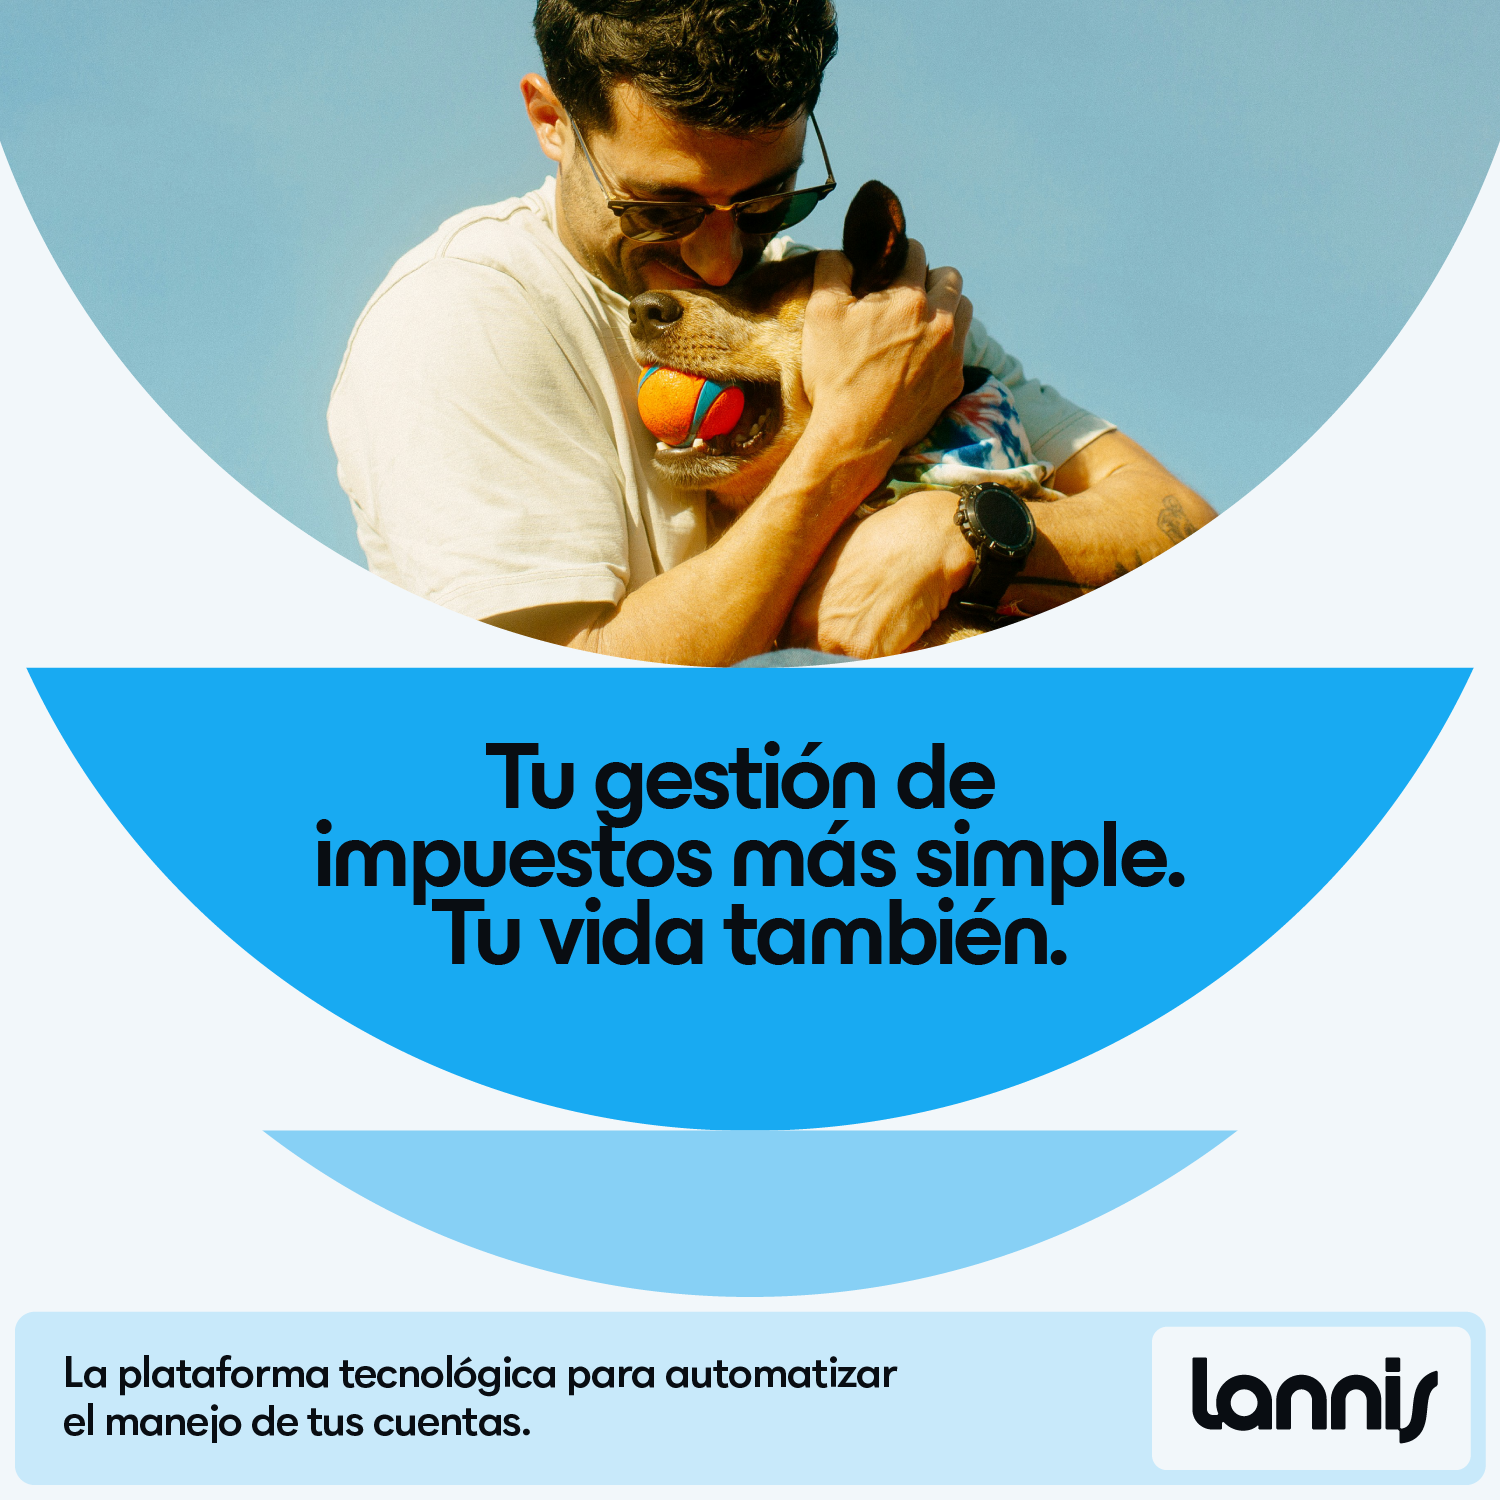 Tu gestión de
impuestos más simple.
Tu vida también.
La plataforma tecnológica para automatizar
el manejo de tus cuentas.
lannis